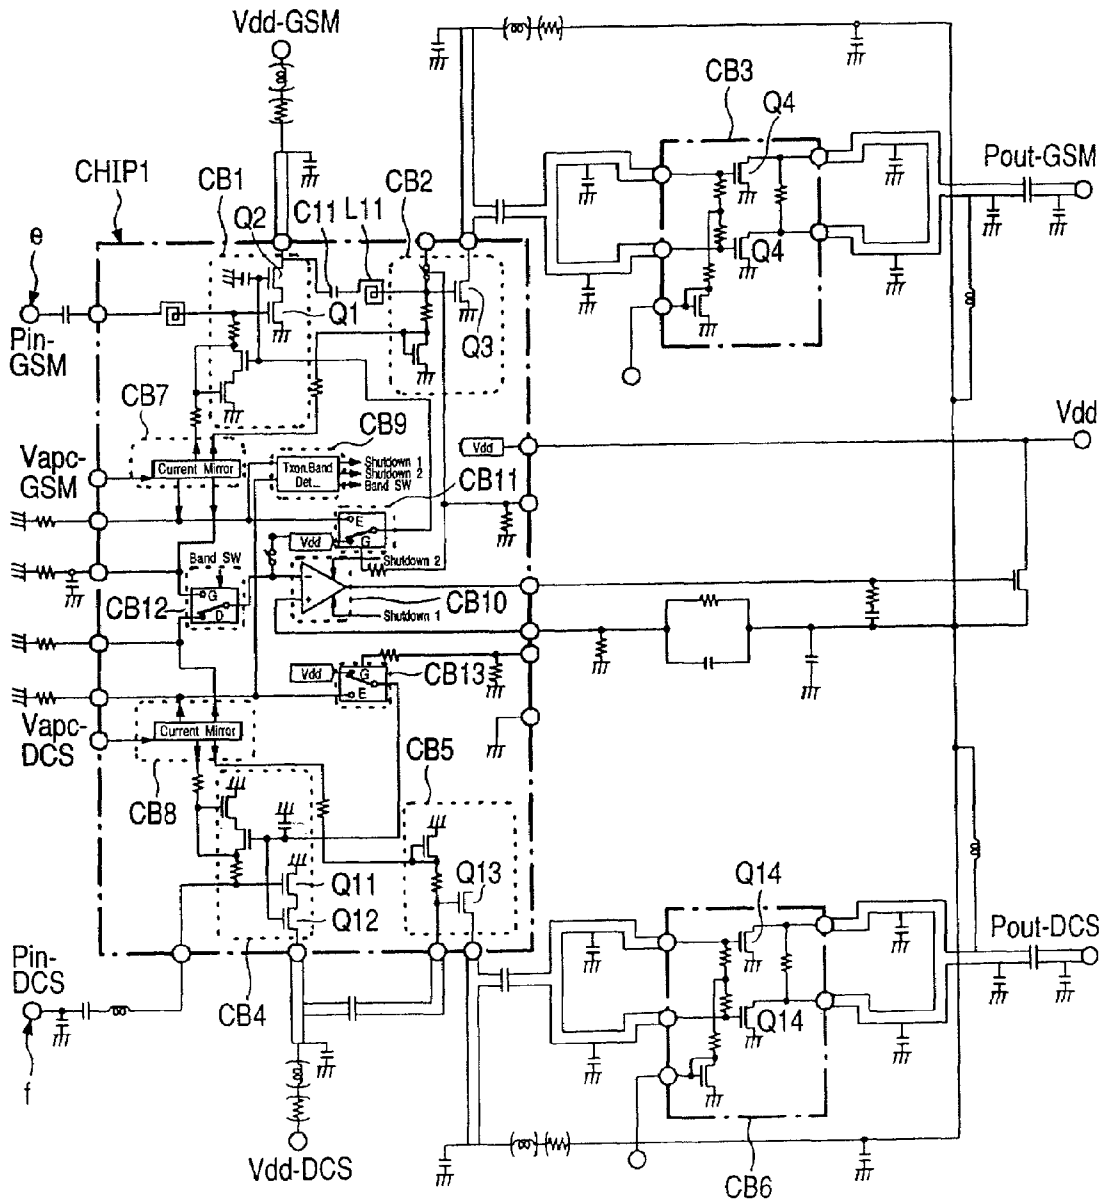 Vdd-GSM
CB3
Q4
CHIP1
CB1
Q2
C11
L11
CB2
Pout-GSM
e
Pin-
GSM
Q1
Q3
Q4
CB7
CB9
Vdd
Vapc-
GSM
Current Mirror
Txon.Band
Det...
Shutdown 1
Shutdown 2
Band SW
Vdd
CB11
E
G
Vdd
Band SW
Shutdown 2
CB12
G
D
−
+
CB10
Shutdown 1
Vdd
G
E
CB13
Vapc-
DCS
Current Mirror
CB8
CB5
Q11
Q12
Q13
Q14
Pout-DCS
Pin-
DCS
CB4
Q14
f
Vdd-DCS
CB6